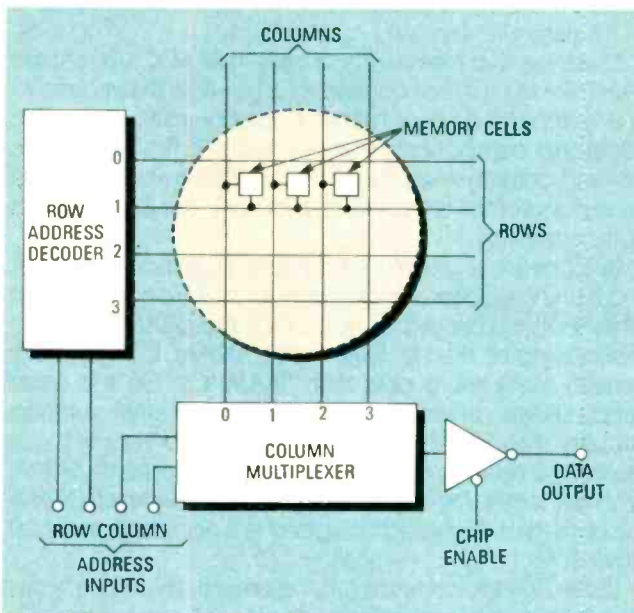 COLUMNS
MEMORY CELLS
0
1
2
3
ROW
ADDRESS
DECODER
ROWS
0 1 2 3
COLUMN
MULTIPLEXER
DATA
OUTPUT
ROW COLUMN
ADDRESS
INPUTS
CHIP
ENABLE